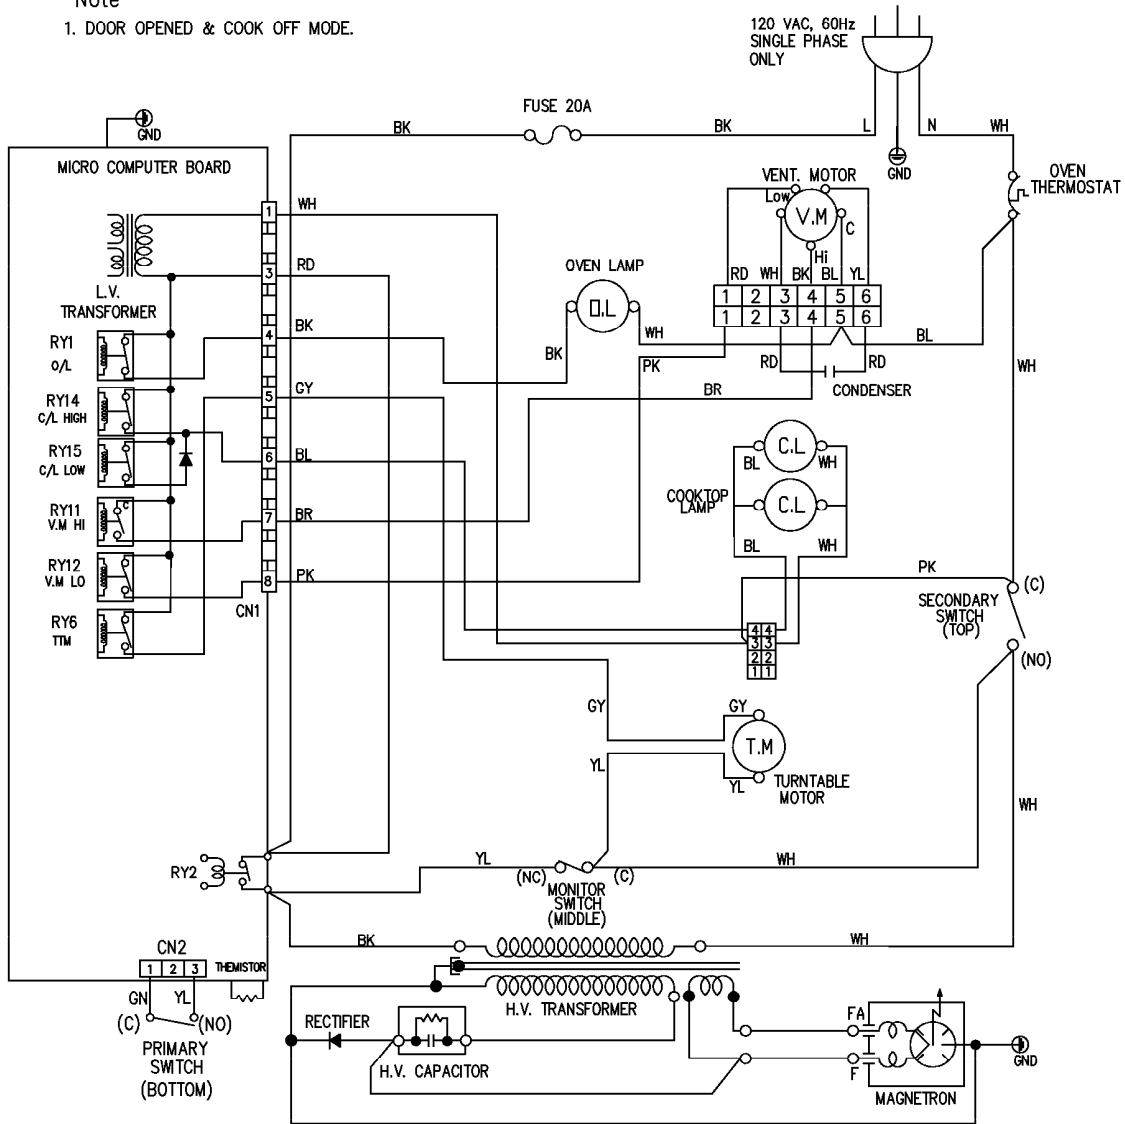 Note
1. DOOR OPENED & COOK OFF MODE.
120 VAC, 60Hz
SINGLE PHASE
ONLY
FUSE 20A
BK
BK
L
N
WH
GND
GND
MICRO COMPUTER BOARD
VENT. MOTOR
OVEN
THERMOSTAT
Low
V.M
C
Hi
1
WH
3
RD
L.V.
TRANSFORMER
OVEN LAMP
O.L
RD WH BK BL YL
1 2 3 4 5 6
1 2 3 4 5 6
RY1
O/L
4
BK
WH
BL
BK
PK
RD
RD
CONDENSER
WH
RY14
C/L HIGH
5
GY
BR
RY15
C/L LOW
6
BL
C.L
BL
WH
COOKTOP
LAMP
C.L
BL
WH
RY11
V.M HI
C
7
BR
RY12
V.M LO
8
PK
CN1
PK
(C)
SECONDARY
SWITCH
(TOP)
(NO)
RY6
TTM
4 4
3 3
2 2
1 1
GY
GY
T.M
YL
YL
TURNTABLE
MOTOR
WH
RY2
YL
(NC)
(C)
WH
MONITOR
SWITCH
(MIDDLE)
BK
WH
CN2
1 2 3
THEMISTOR
GN
YL
(C)
(NO)
PRIMARY
SWITCH
(BOTTOM)
H.V. TRANSFORMER
RECTIFIER
H.V. CAPACITOR
FA
F
MAGNETRON
GND